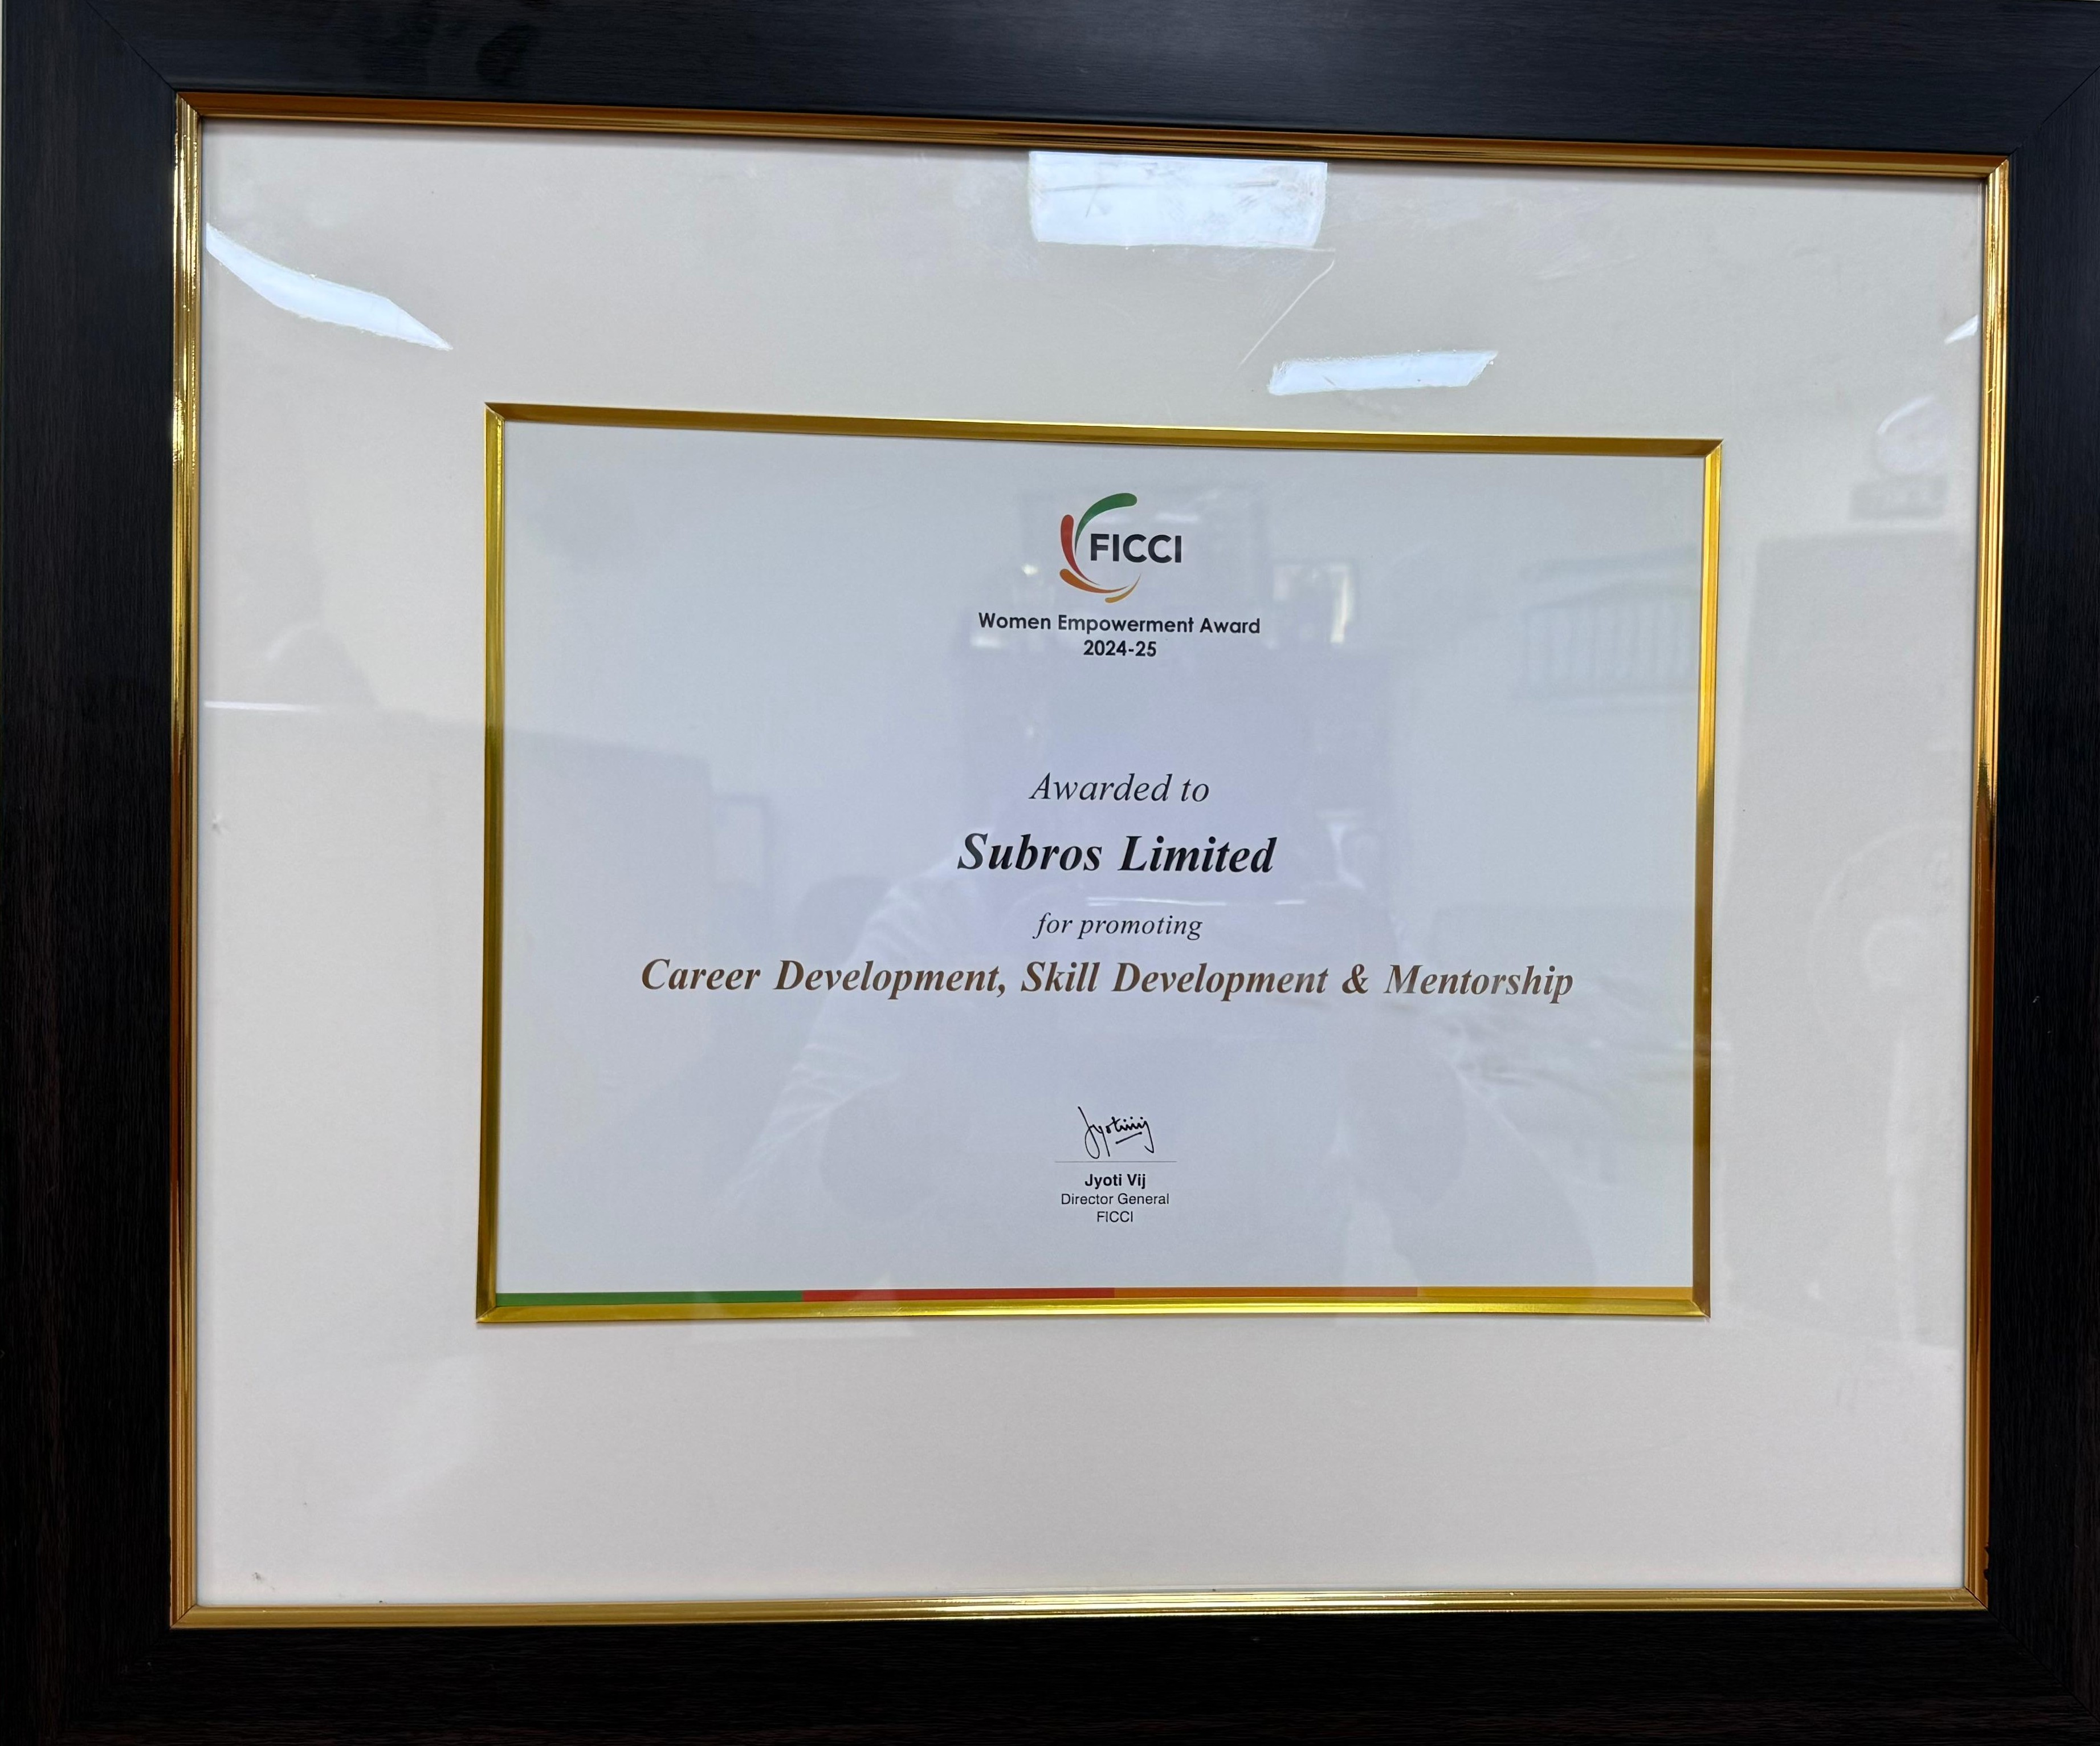 FICCI
Women Empowerment Award
2024-25
Awarded to
Subros Limited
for promoting
Career Development, Skill Development & Mentorship
Jyoti Vij
Director General
FICCI